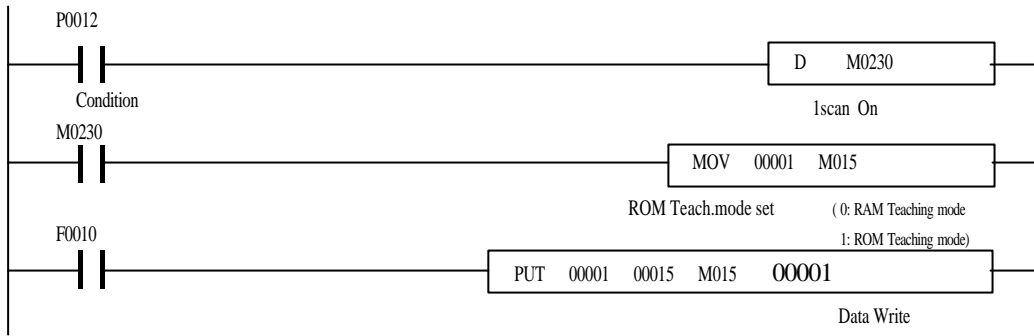 P0012
D M0230
Condition
1scan On
M0230
MOV 00001 M015
ROM Teach.mode set ( 0: RAM Teaching mode
1: ROM Teaching mode)
F0010
PUT 00001 00015 M015 00001
Data Write